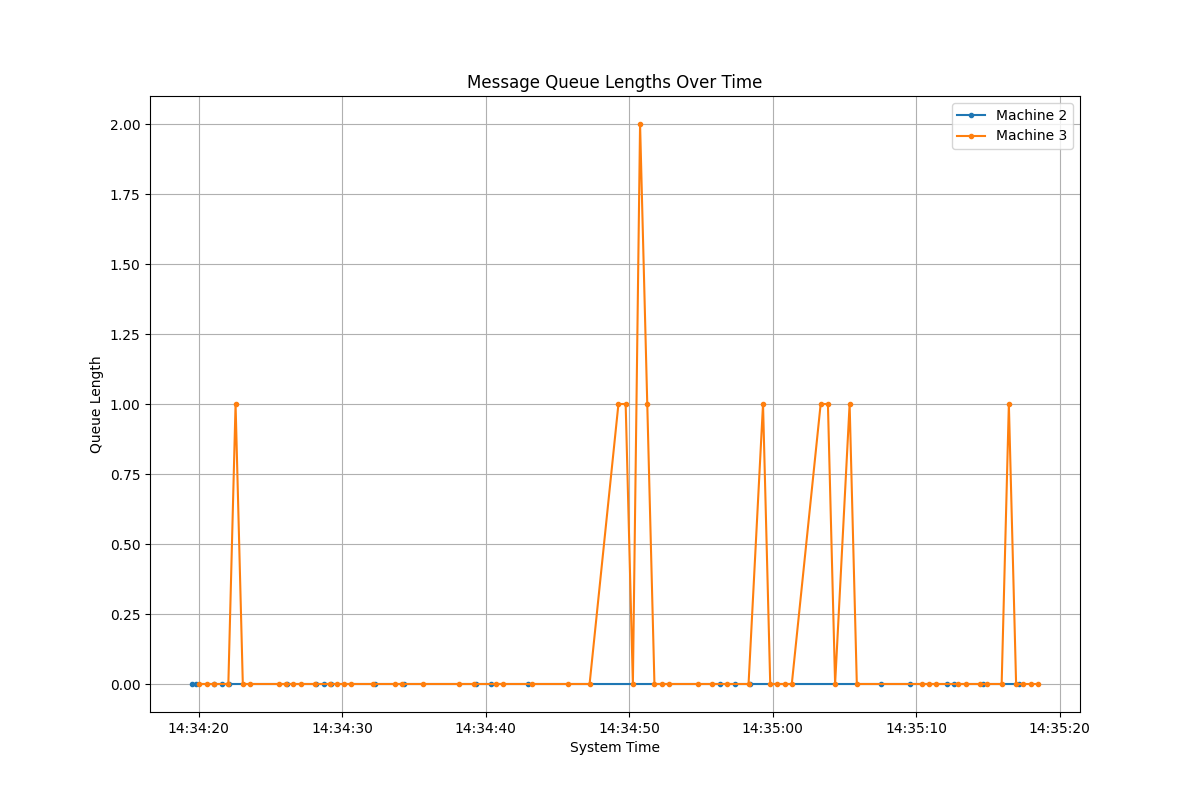 Message Queue Lengths Over Time
Machine 2
Machine 3
2.00
1.75
1.50
1.25
1.00
0.75
0.50
0.25
0.00
Queue Length
14:34:20 14:34:30 14:34:40 14:34:50 14:35:00 14:35:10 14:35:20
System Time